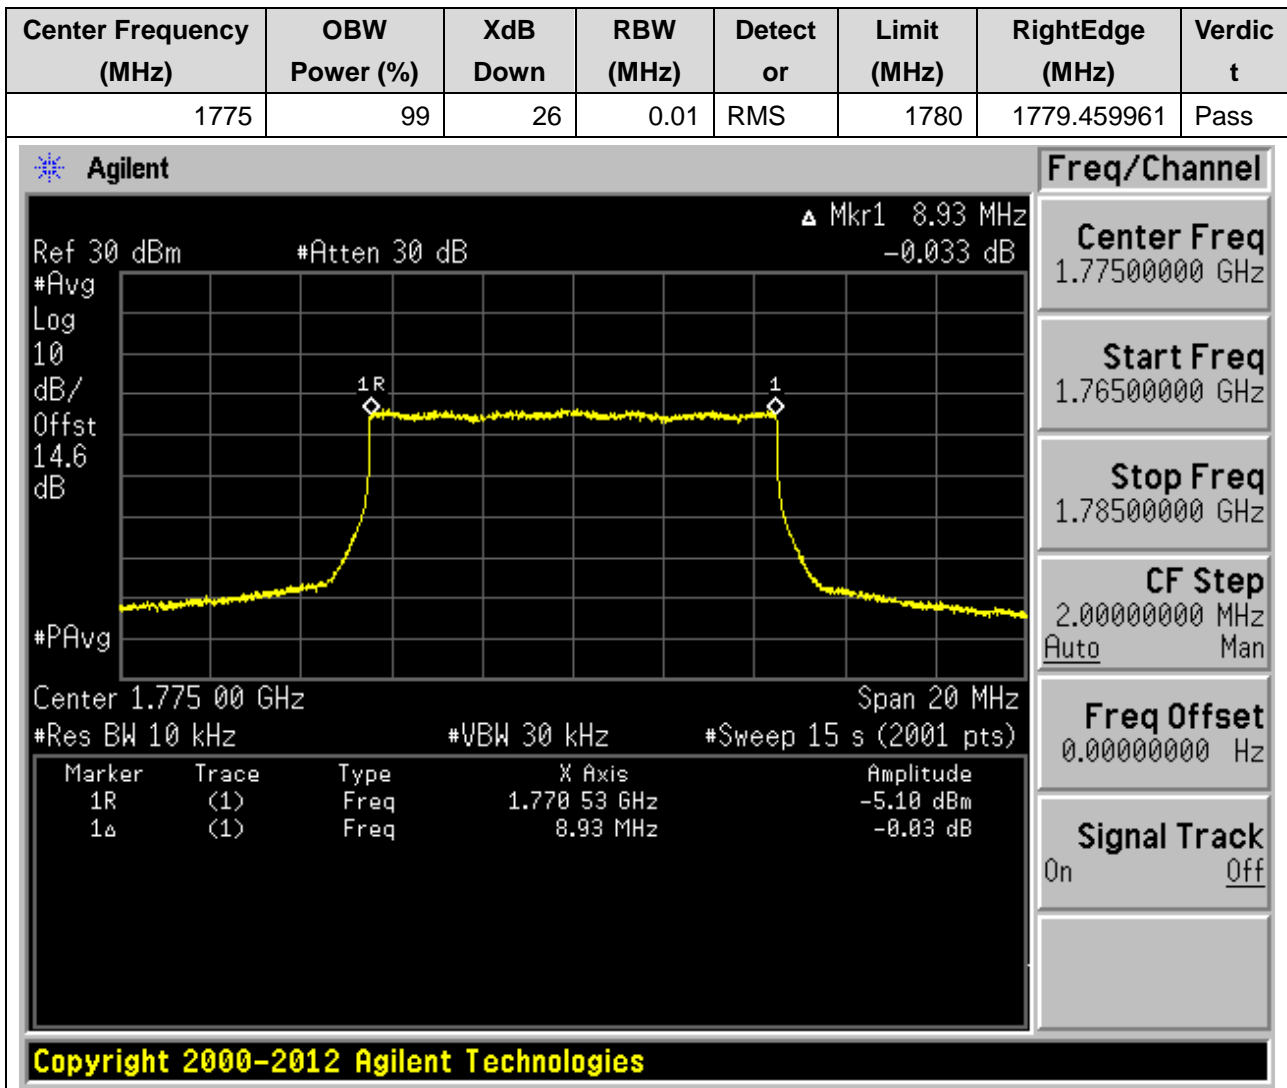 Center Frequency (MHz) OBW Power (%) XdB Down RBW (MHz) Detect or Limit (MHz) RightEdge (MHz) Verdic t
1775 99 26 0.01 RMS 1780 1779.459961 Pass
Agilent
Freq/Channel
Δ Mkr1 8.93 MHz
Ref 30 dBm #Atten 30 dB -0.033 dB
#Avg
Log
10
dB/
Offst
14.6
dB
#PAvg
1R
1
Center 1.775 00 GHz Span 20 MHz
#Res BW 10 kHz #VBW 30 kHz #Sweep 15 s (2001 pts)
Marker Trace Type X Axis Amplitude
1R (1) Freq 1.770 53 GHz -5.10 dBm
1Δ (1) Freq 8.93 MHz -0.03 dB
Center Freq
1.77500000 GHz
Start Freq
1.76500000 GHz
Stop Freq
1.78500000 GHz
CF Step
2.00000000 MHz
Auto Man
Freq Offset
0.00000000 Hz
Signal Track
On Off
Copyright 2000-2012 Agilent Technologies